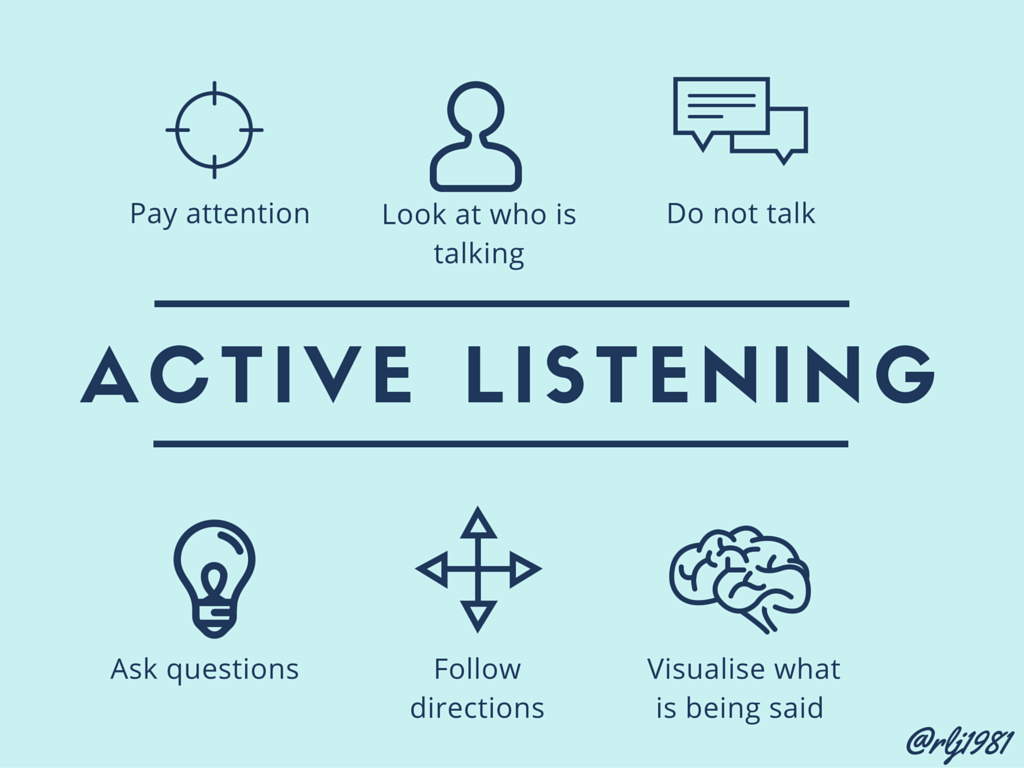 Pay attention
Look at who is
talking
Do not talk
ACTIVE LISTENING
Ask questions
Follow
directions
Visualise what
is being said
@rlj1981